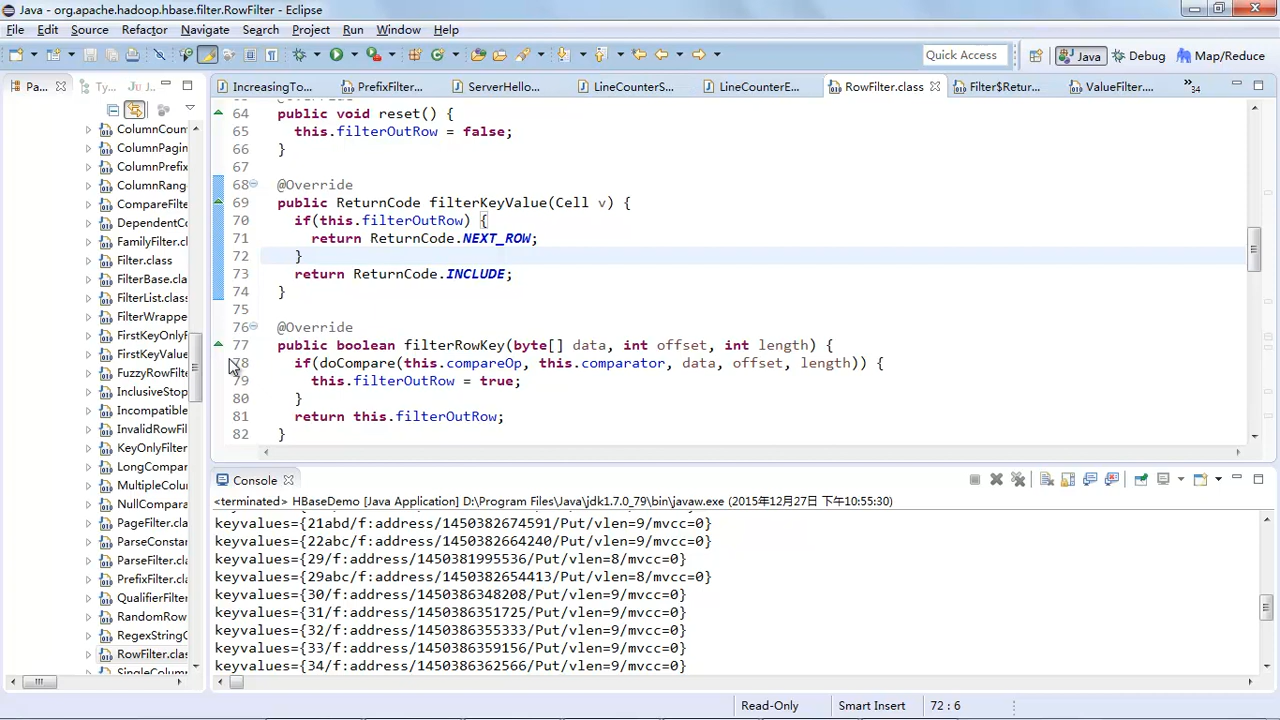 Java - org.apache.hadoop.hbase.filter.RowFilter - Eclipse
File Edit Source Refactor Navigate Search Project Run Window Help
Quick Access Java Debug Map/Reduce
Pa... Ty... Ju
IncreasingTo... PrefixFilter... ServerHello... LineCounterS... LineCounterE... RowFilter.class Filter$Retur... ValueFilter.... »34
ColumnCoun
ColumnPagin
ColumnPrefix
ColumnRang
CompareFilte
DependentC
FamilyFilter.c
Filter.class
FilterBase.cla
FilterList.class
FilterWrappe
FirstKeyOnlyF
FirstKeyValue
FuzzyRowFilt
InclusiveStop
Incompatible
InvalidRowFil
KeyOnlyFilter
LongCompar
MultipleColun
NullCompara
PageFilter.cla
ParseConstar
ParseFilter.cla
PrefixFilter.cla
QualifierFilter
RandomRow
RegexStringC
RowFilter.clas
SingleColumn
64 public void reset() {
65 this.filterOutRow = false;
66 }
67
68 @Override
69 public ReturnCode filterKeyValue(Cell v) {
70 if(this.filterOutRow) {
71 return ReturnCode.NEXT_ROW;
72 }
73 return ReturnCode.INCLUDE;
74 }
75
76 @Override
77 public boolean filterRowKey(byte[] data, int offset, int length) {
78 if(doCompare(this.compareOp, this.comparator, data, offset, length)) {
79 this.filterOutRow = true;
80 }
81 return this.filterOutRow;
82 }
Console
<terminated> HBaseDemo [Java Application] D:\Program Files\Java\jdk1.7.0_79\bin\javaw.exe (2015年12月27日 下午10:55:30)
keyvalues={21abd/f:address/1450382674591/Put/vlen=9/mvcc=0}
keyvalues={22abc/f:address/1450382664240/Put/vlen=9/mvcc=0}
keyvalues={29/f:address/1450381995536/Put/vlen=8/mvcc=0}
keyvalues={29abc/f:address/1450382654413/Put/vlen=8/mvcc=0}
keyvalues={30/f:address/1450386348208/Put/vlen=9/mvcc=0}
keyvalues={31/f:address/1450386351725/Put/vlen=9/mvcc=0}
keyvalues={32/f:address/1450386355333/Put/vlen=9/mvcc=0}
keyvalues={33/f:address/1450386359156/Put/vlen=9/mvcc=0}
keyvalues={34/f:address/1450386362566/Put/vlen=9/mvcc=0}
Read-Only Smart Insert 72 : 6